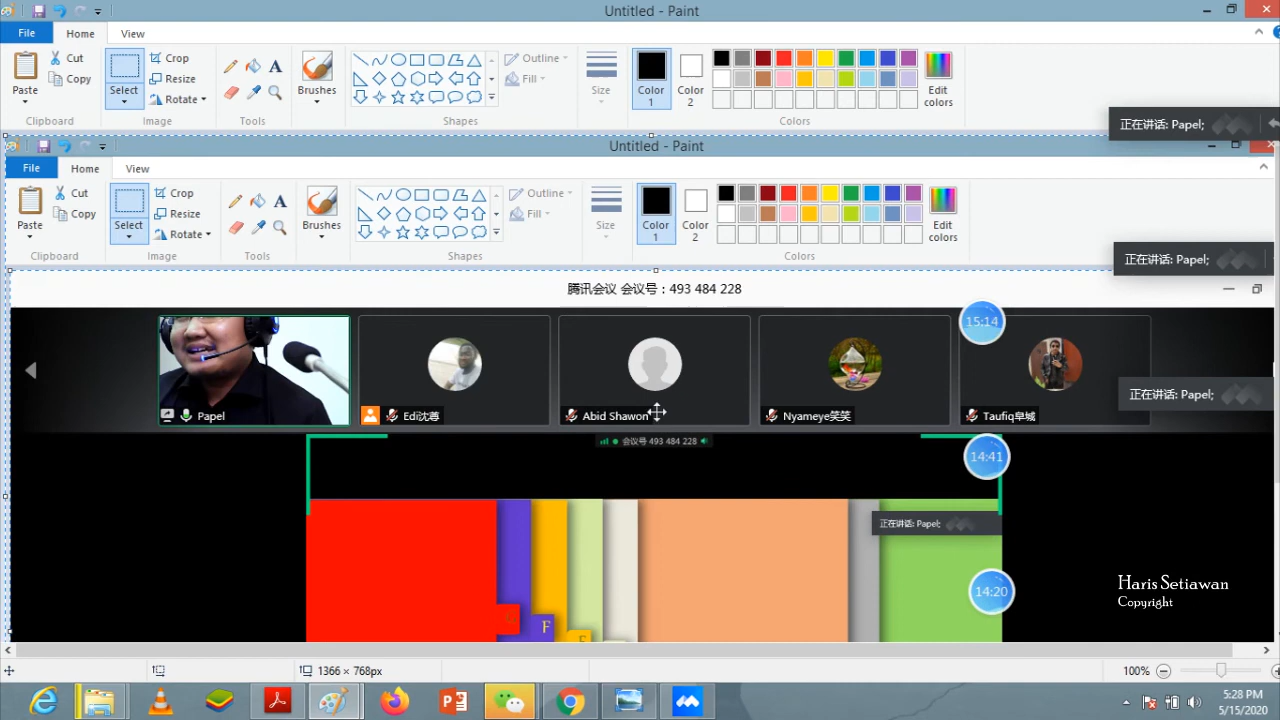 Untitled - Paint
File Home View
Paste
Cut
Copy
Clipboard
Select
Crop
Resize
Rotate
Image
Tools
Brushes
Shapes
Outline
Fill
Size
Color 1
Color 2
Edit colors
Colors
正在讲话: Papel;
Untitled - Paint
File Home View
Paste
Cut
Copy
Clipboard
Select
Crop
Resize
Rotate
Image
Tools
Brushes
Shapes
Outline
Fill
Size
Color 1
Color 2
Edit colors
Colors
正在讲话: Papel;
腾讯会议 会议号：493 484 228
15:14
正在讲话: Papel;
Papel
Edi沈蓉
Abid Shawon
Nyameye笑笑
Taufiq阜城
会议号 493 484 228
14:41
正在讲话: Papel;
Haris Setiawan
Copyright
14:20
F
1366 × 768px
100%
5:28 PM
5/15/2020